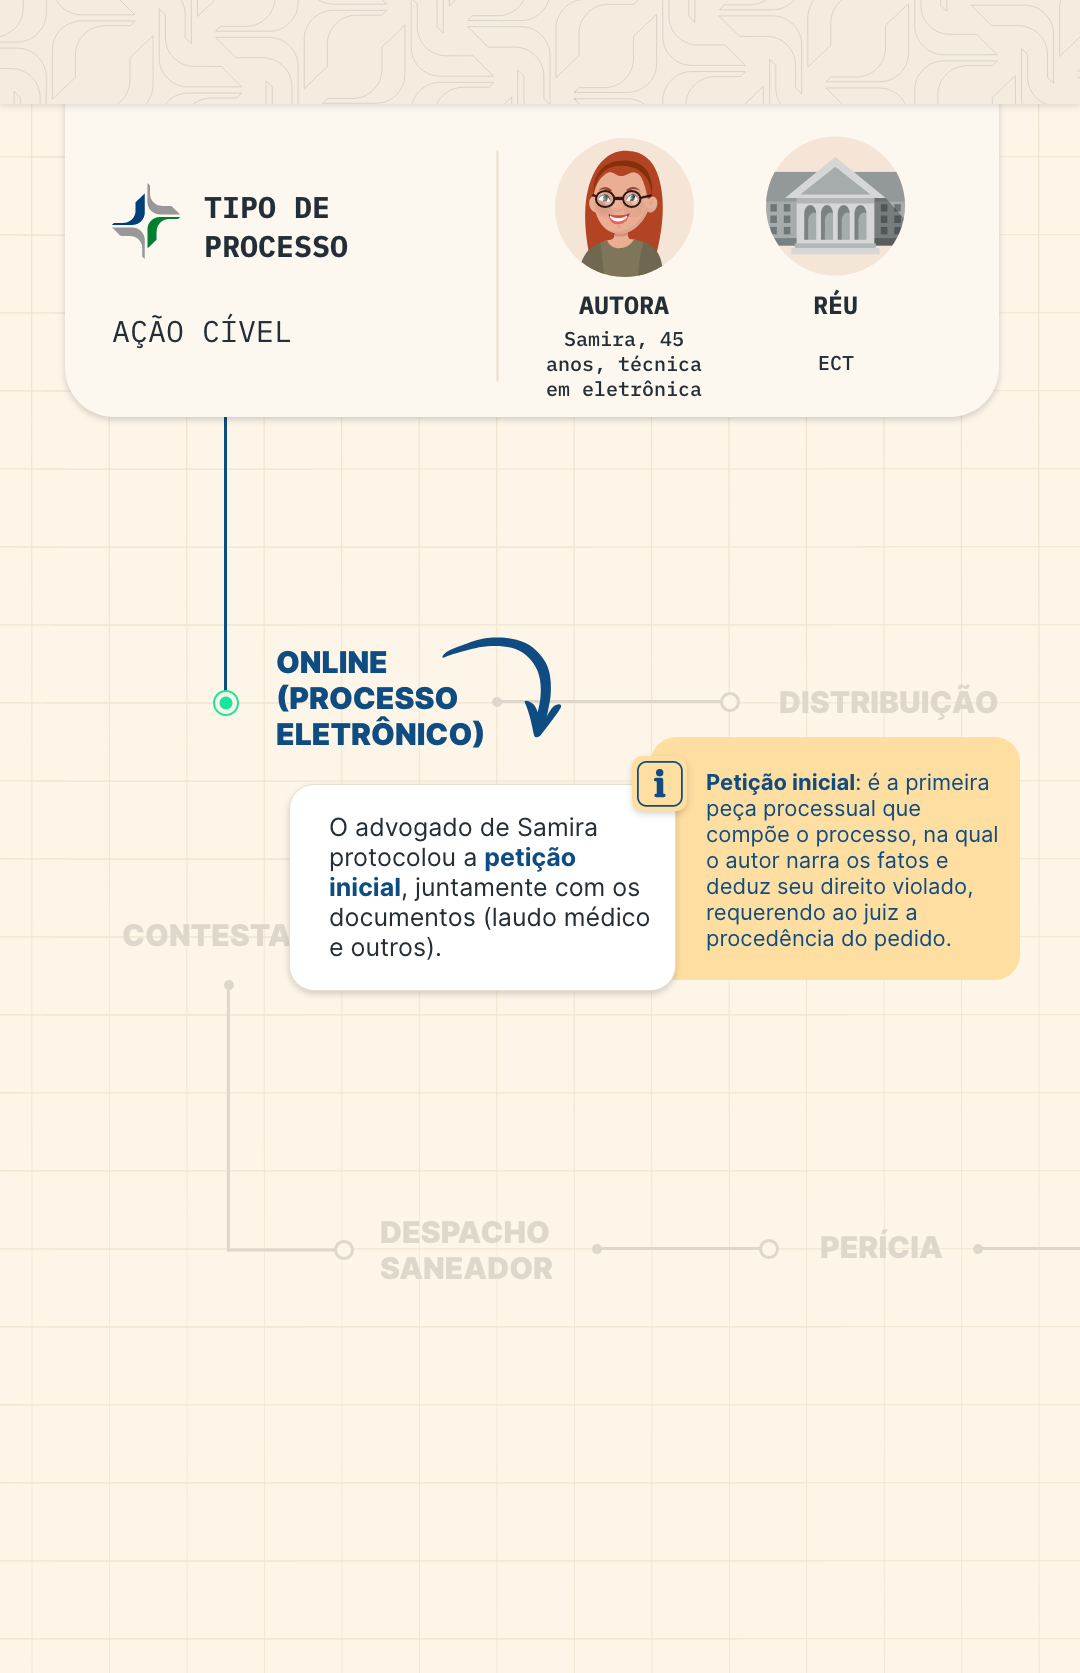 TIPO DE
PROCESSO
AÇÃO CÍVEL
AUTORA
Samira, 45
anos, técnica
em eletrônica
RÉU
ECT
ONLINE
(PROCESSO
ELETRÔNICO)
DISTRIBUIÇÃO
O advogado de Samira
protocolou a petição
inicial, juntamente com os
documentos (laudo médico
e outros).
i
Petição inicial: é a primeira
peça processual que
compõe o processo, na qual
o autor narra os fatos e
deduz seu direito violado,
requerendo ao juiz a
procedência do pedido.
CONTESTA
DESPACHO
SANEADOR
PERÍCIA